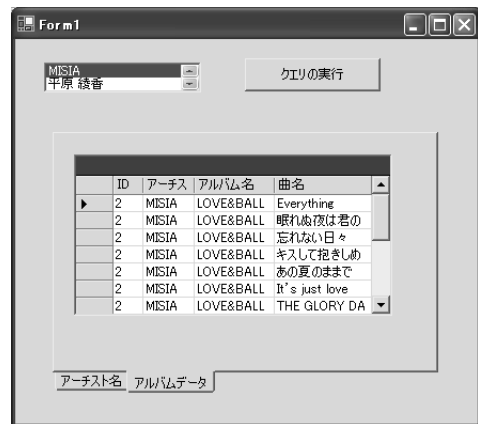 Form1
MISIA
平原 綾香
クエリの実行
ID アーチス アルバム名 曲名
2 MISIA LOVE&BALL Everything
2 MISIA LOVE&BALL 眠れぬ夜は君の
2 MISIA LOVE&BALL 忘れない日々
2 MISIA LOVE&BALL キスして抱きしめ
2 MISIA LOVE&BALL あの夏のままで
2 MISIA LOVE&BALL It's just love
2 MISIA LOVE&BALL THE GLORY DA
アーチスト名 アルバムデータ